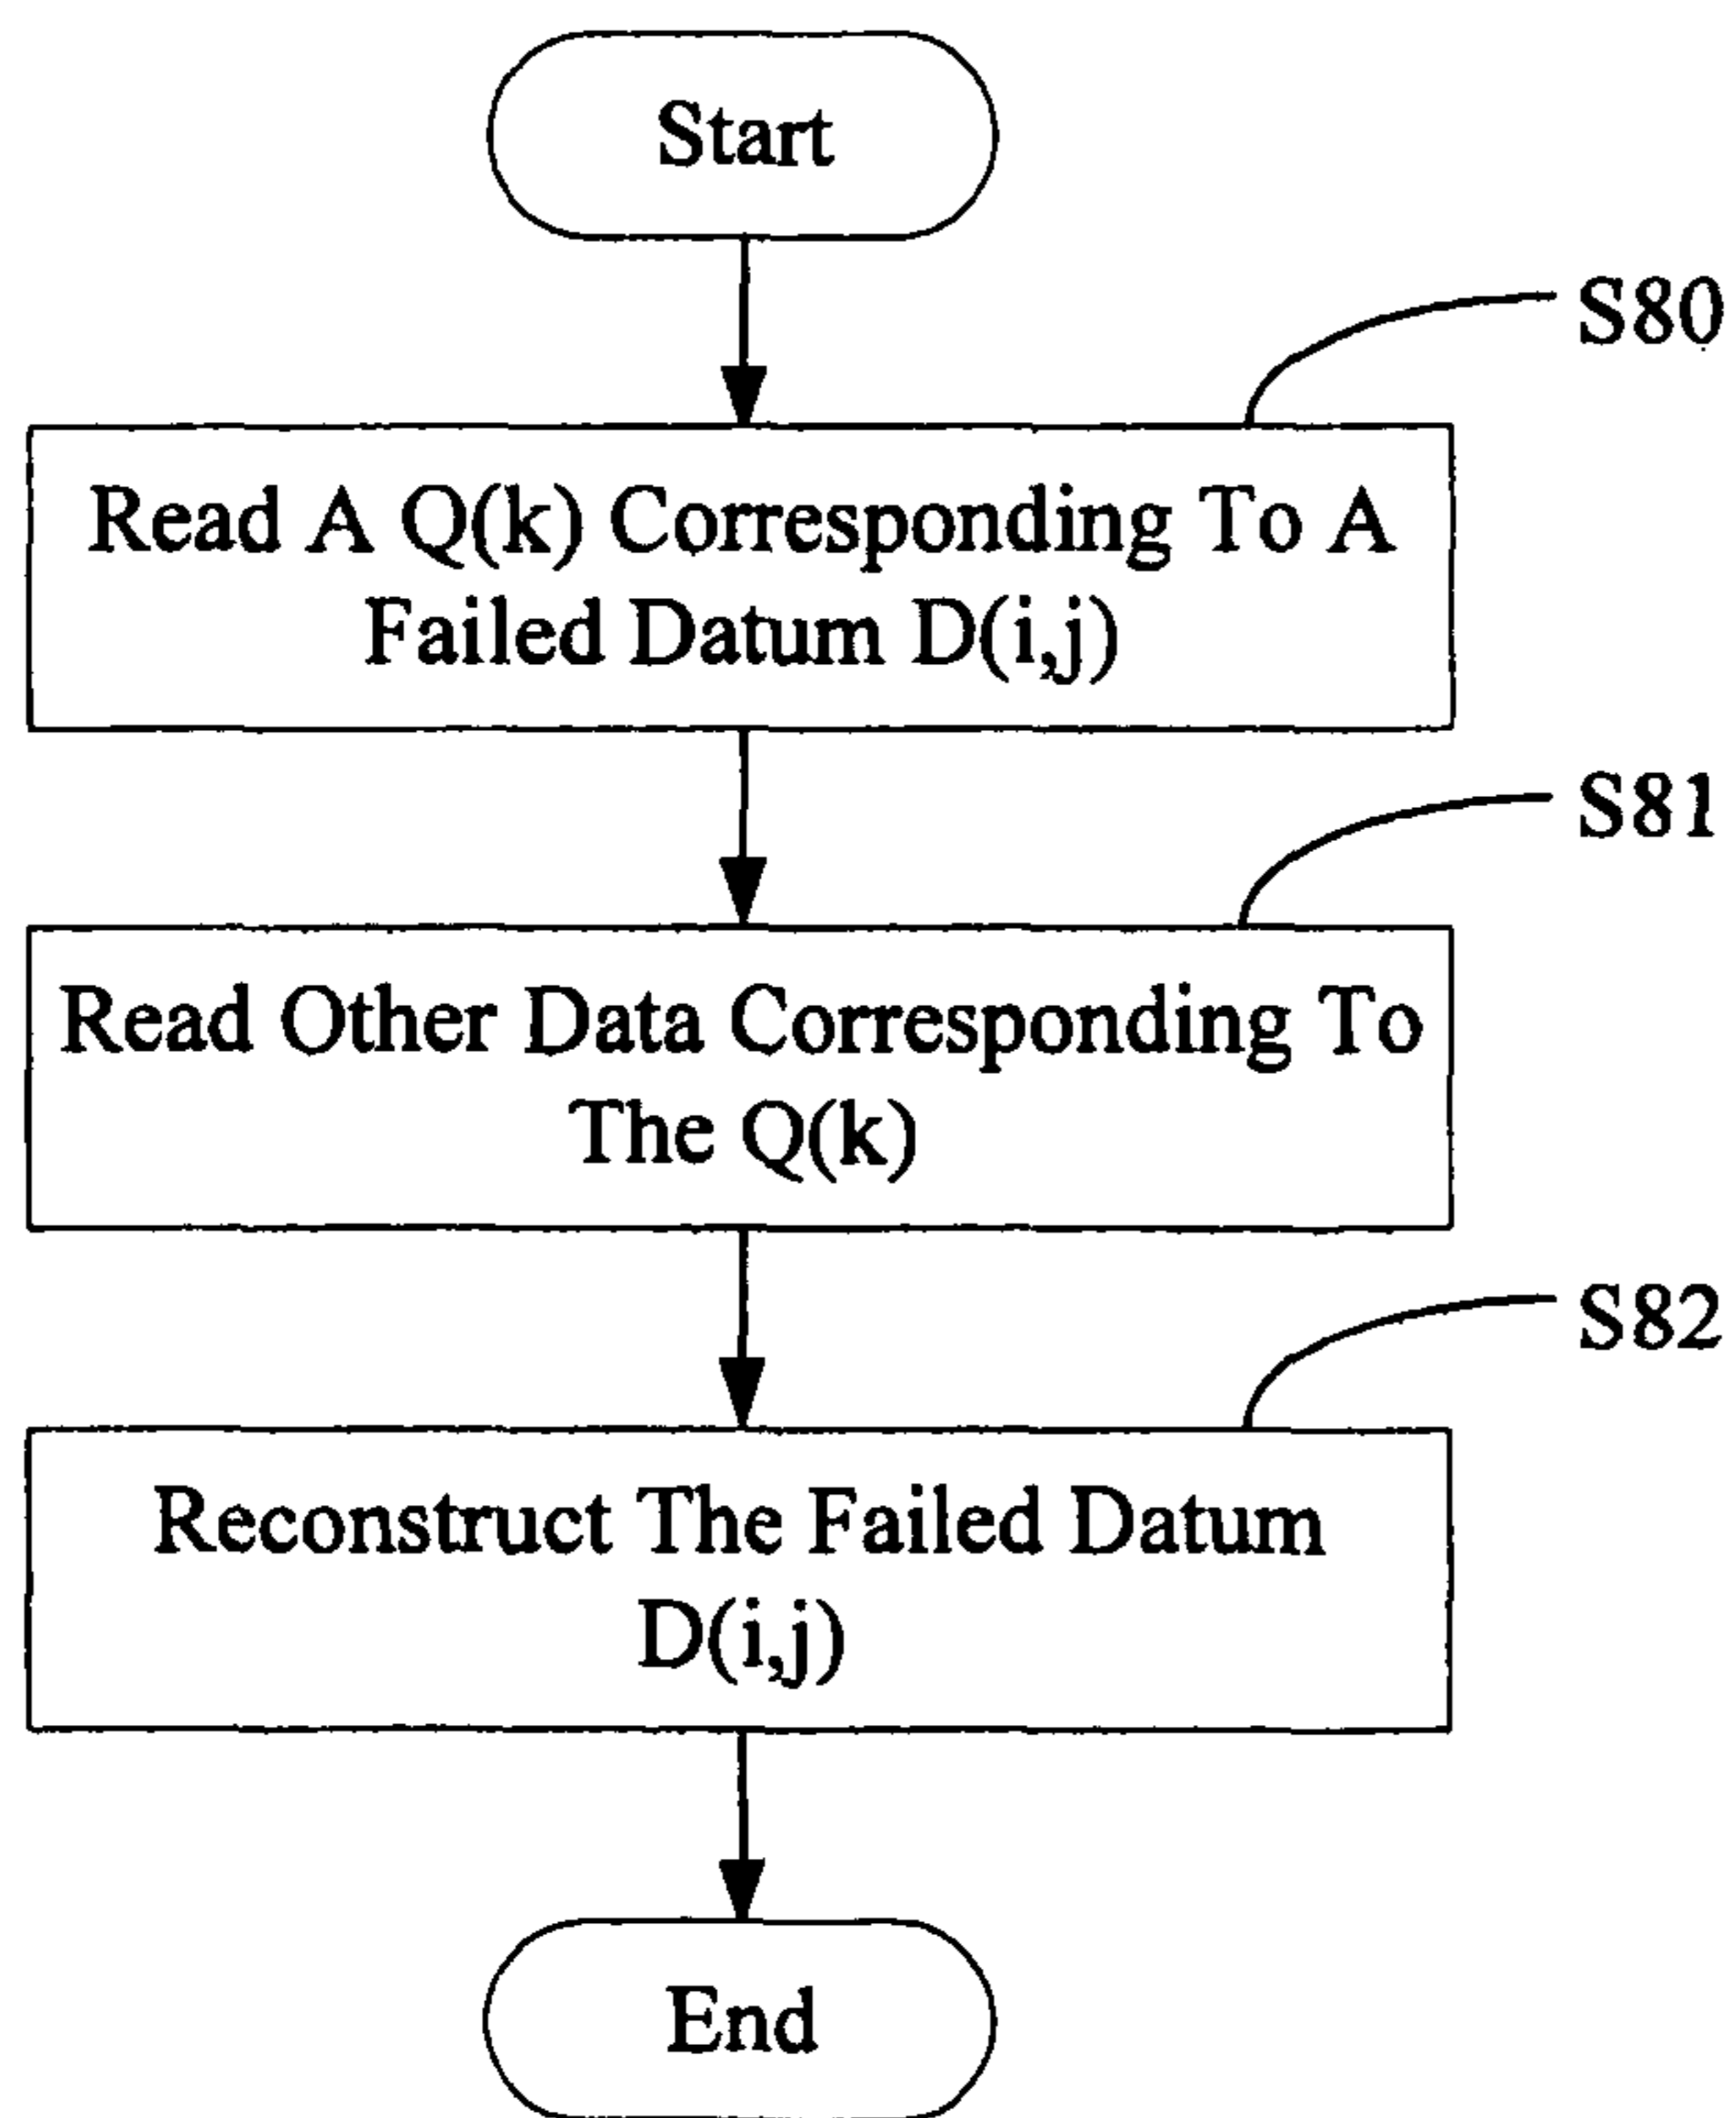 Start
S80
Read A Q(k) Corresponding To A
Failed Datum D(i,j)
S81
Read Other Data Corresponding To
The Q(k)
S82
Reconstruct The Failed Datum
D(i,j)
End